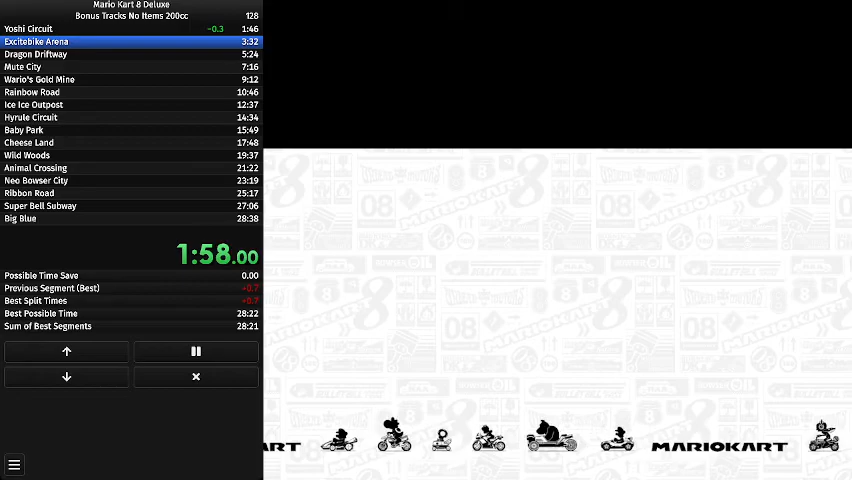 Mario Kart 8 Deluxe
Bonus Tracks No Items 200cc 128
Yoshi Circuit -0.3 1:46
Excitebike Arena 3:32
Dragon Driftway 5:24
Mute City 7:16
Wario's Gold Mine 9:12
Rainbow Road 10:46
Ice Ice Outpost 12:37
Hyrule Circuit 14:34
Baby Park 15:49
Cheese Land 17:48
Wild Woods 19:37
Animal Crossing 21:22
Neo Bowser City 23:19
Ribbon Road 25:17
Super Bell Subway 27:06
Big Blue 28:38
1:58.00
Possible Time Save 0.00
Previous Segment (Best) +0.7
Best Split Times +0.7
Best Possible Time 28:22
Sum of Best Segments 28:21
MARIOKART